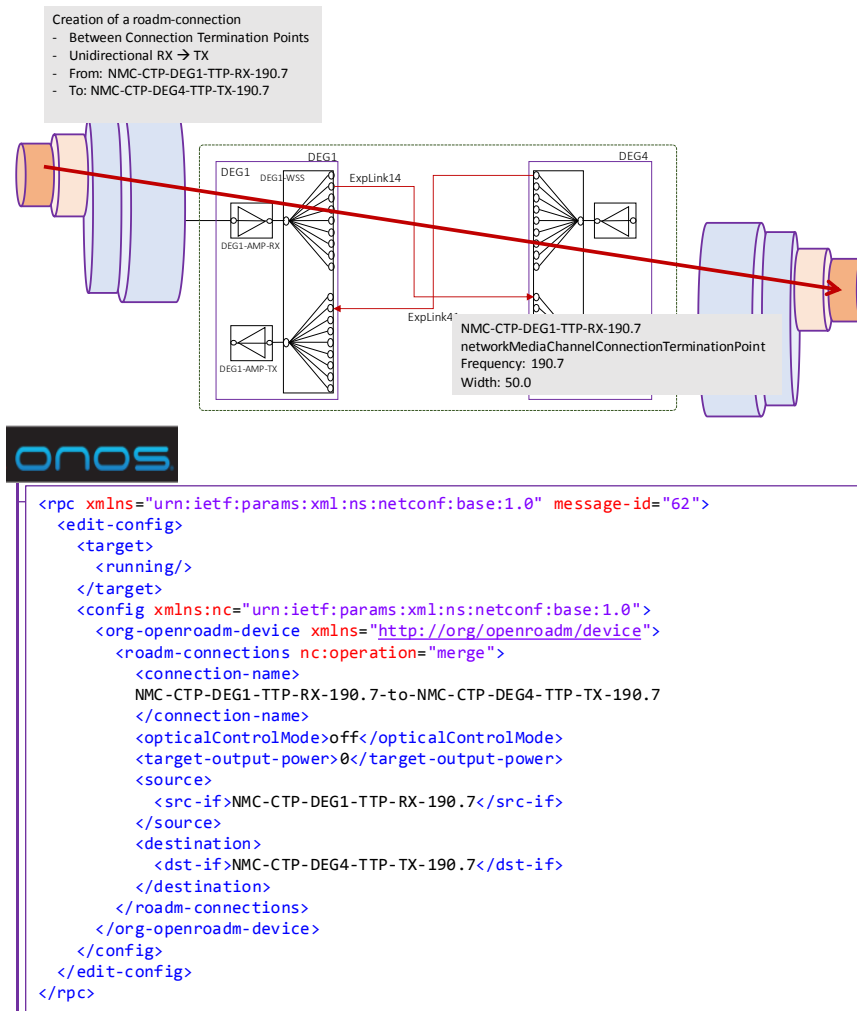 Creation of a roadm-connection
- Between Connection Termination Points
- Unidirectional RX → TX
- From: NMC-CTP-DEG1-TTP-RX-190.7
- To: NMC-CTP-DEG4-TTP-TX-190.7
DEG1
DEG4
DEG1
DEG1-WSS
ExpLink14
DEG1-AMP-RX
ExpLink4
DEG1-AMP-TX
NMC-CTP-DEG1-TTP-RX-190.7
networkMediaChannelConnectionTerminationPoint
Frequency: 190.7
Width: 50.0
onos
<rpc xmlns="urn:ietf:params:xml:ns:netconf:base:1.0" message-id="62">
<edit-config>
<target>
<running/>
</target>
<config xmlns:nc="urn:ietf:params:xml:ns:netconf:base:1.0">
<org-openroadm-device xmlns="http://org/openroadm/device">
<roadm-connections nc:operation="merge">
<connection-name>
NMC-CTP-DEG1-TTP-RX-190.7-to-NMC-CTP-DEG4-TTP-TX-190.7
</connection-name>
<opticalControlMode>off</opticalControlMode>
<target-output-power>0</target-output-power>
<source>
<src-if>NMC-CTP-DEG1-TTP-RX-190.7</src-if>
</source>
<destination>
<dst-if>NMC-CTP-DEG4-TTP-TX-190.7</dst-if>
</destination>
</roadm-connections>
</org-openroadm-device>
</config>
</edit-config>
</rpc>